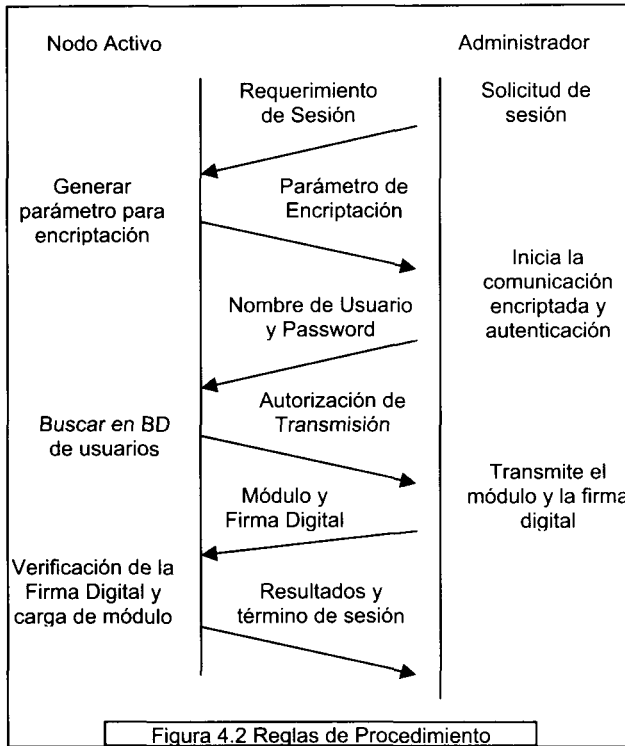 Nodo Activo
Administrador
Requerimiento
de Sesión
Solicitud de
sesión
Generar
parámetro para
encriptación
Parámetro de
Encriptación
Inicia la
comunicación
encriptada y
autenticación
Nombre de Usuario
y Password
Buscar en BD
de usuarios
Autorización de
Transmisión
Transmite el
módulo y la firma
digital
Módulo y
Firma Digital
Verificación de la
Firma Digital y
carga de módulo
Resultados y
término de sesión
Figura 4.2 Reglas de Procedimiento